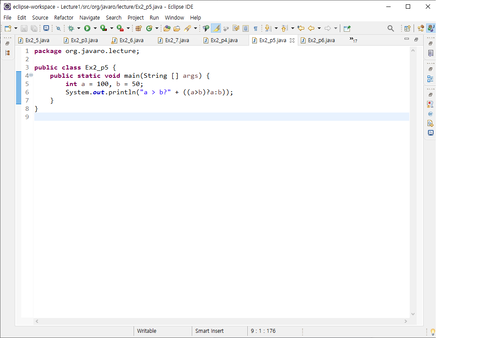 eclipse-workspace - Lecture1/src/org/javaro/lecture/Ex2_p5.java - Eclipse IDE
File Edit Source Refactor Navigate Search Project Run Window Help
Ex2_5.java Ex2_p3.java Ex2_6.java Ex2_7.java Ex2_p4.java Ex2_p5.java Ex2_p6.java
1 package org.javaro.lecture;
2
3 public class Ex2_p5 {
4 public static void main(String [] args) {
5 int a = 100, b = 50;
6 System.out.println("a > b?" + ((a>b)?a:b));
7 }
8 }
9
Writable Smart Insert 9 : 1 : 176